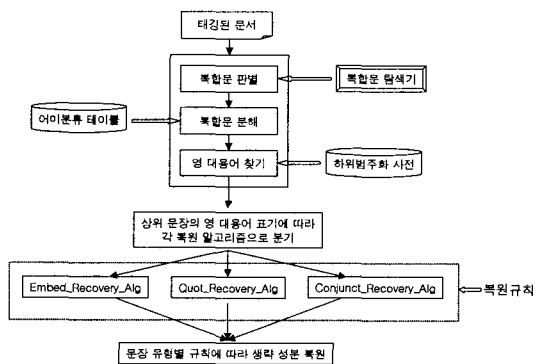 태깅된 문서
복합문 판별
복합문 탐색기
어미분류 테이블
복합문 분해
영 대용어 찾기
하위범주화 사전
상위 문장의 영 대용어 표기에 따라
각 복원 알고리즘으로 분기
Embed_Recovery_Alg
Quot_Recovery_Alg
Conjunct_Recovery_Alg
복원규칙
문장 유형별 규칙에 따라 생략 성분 복원